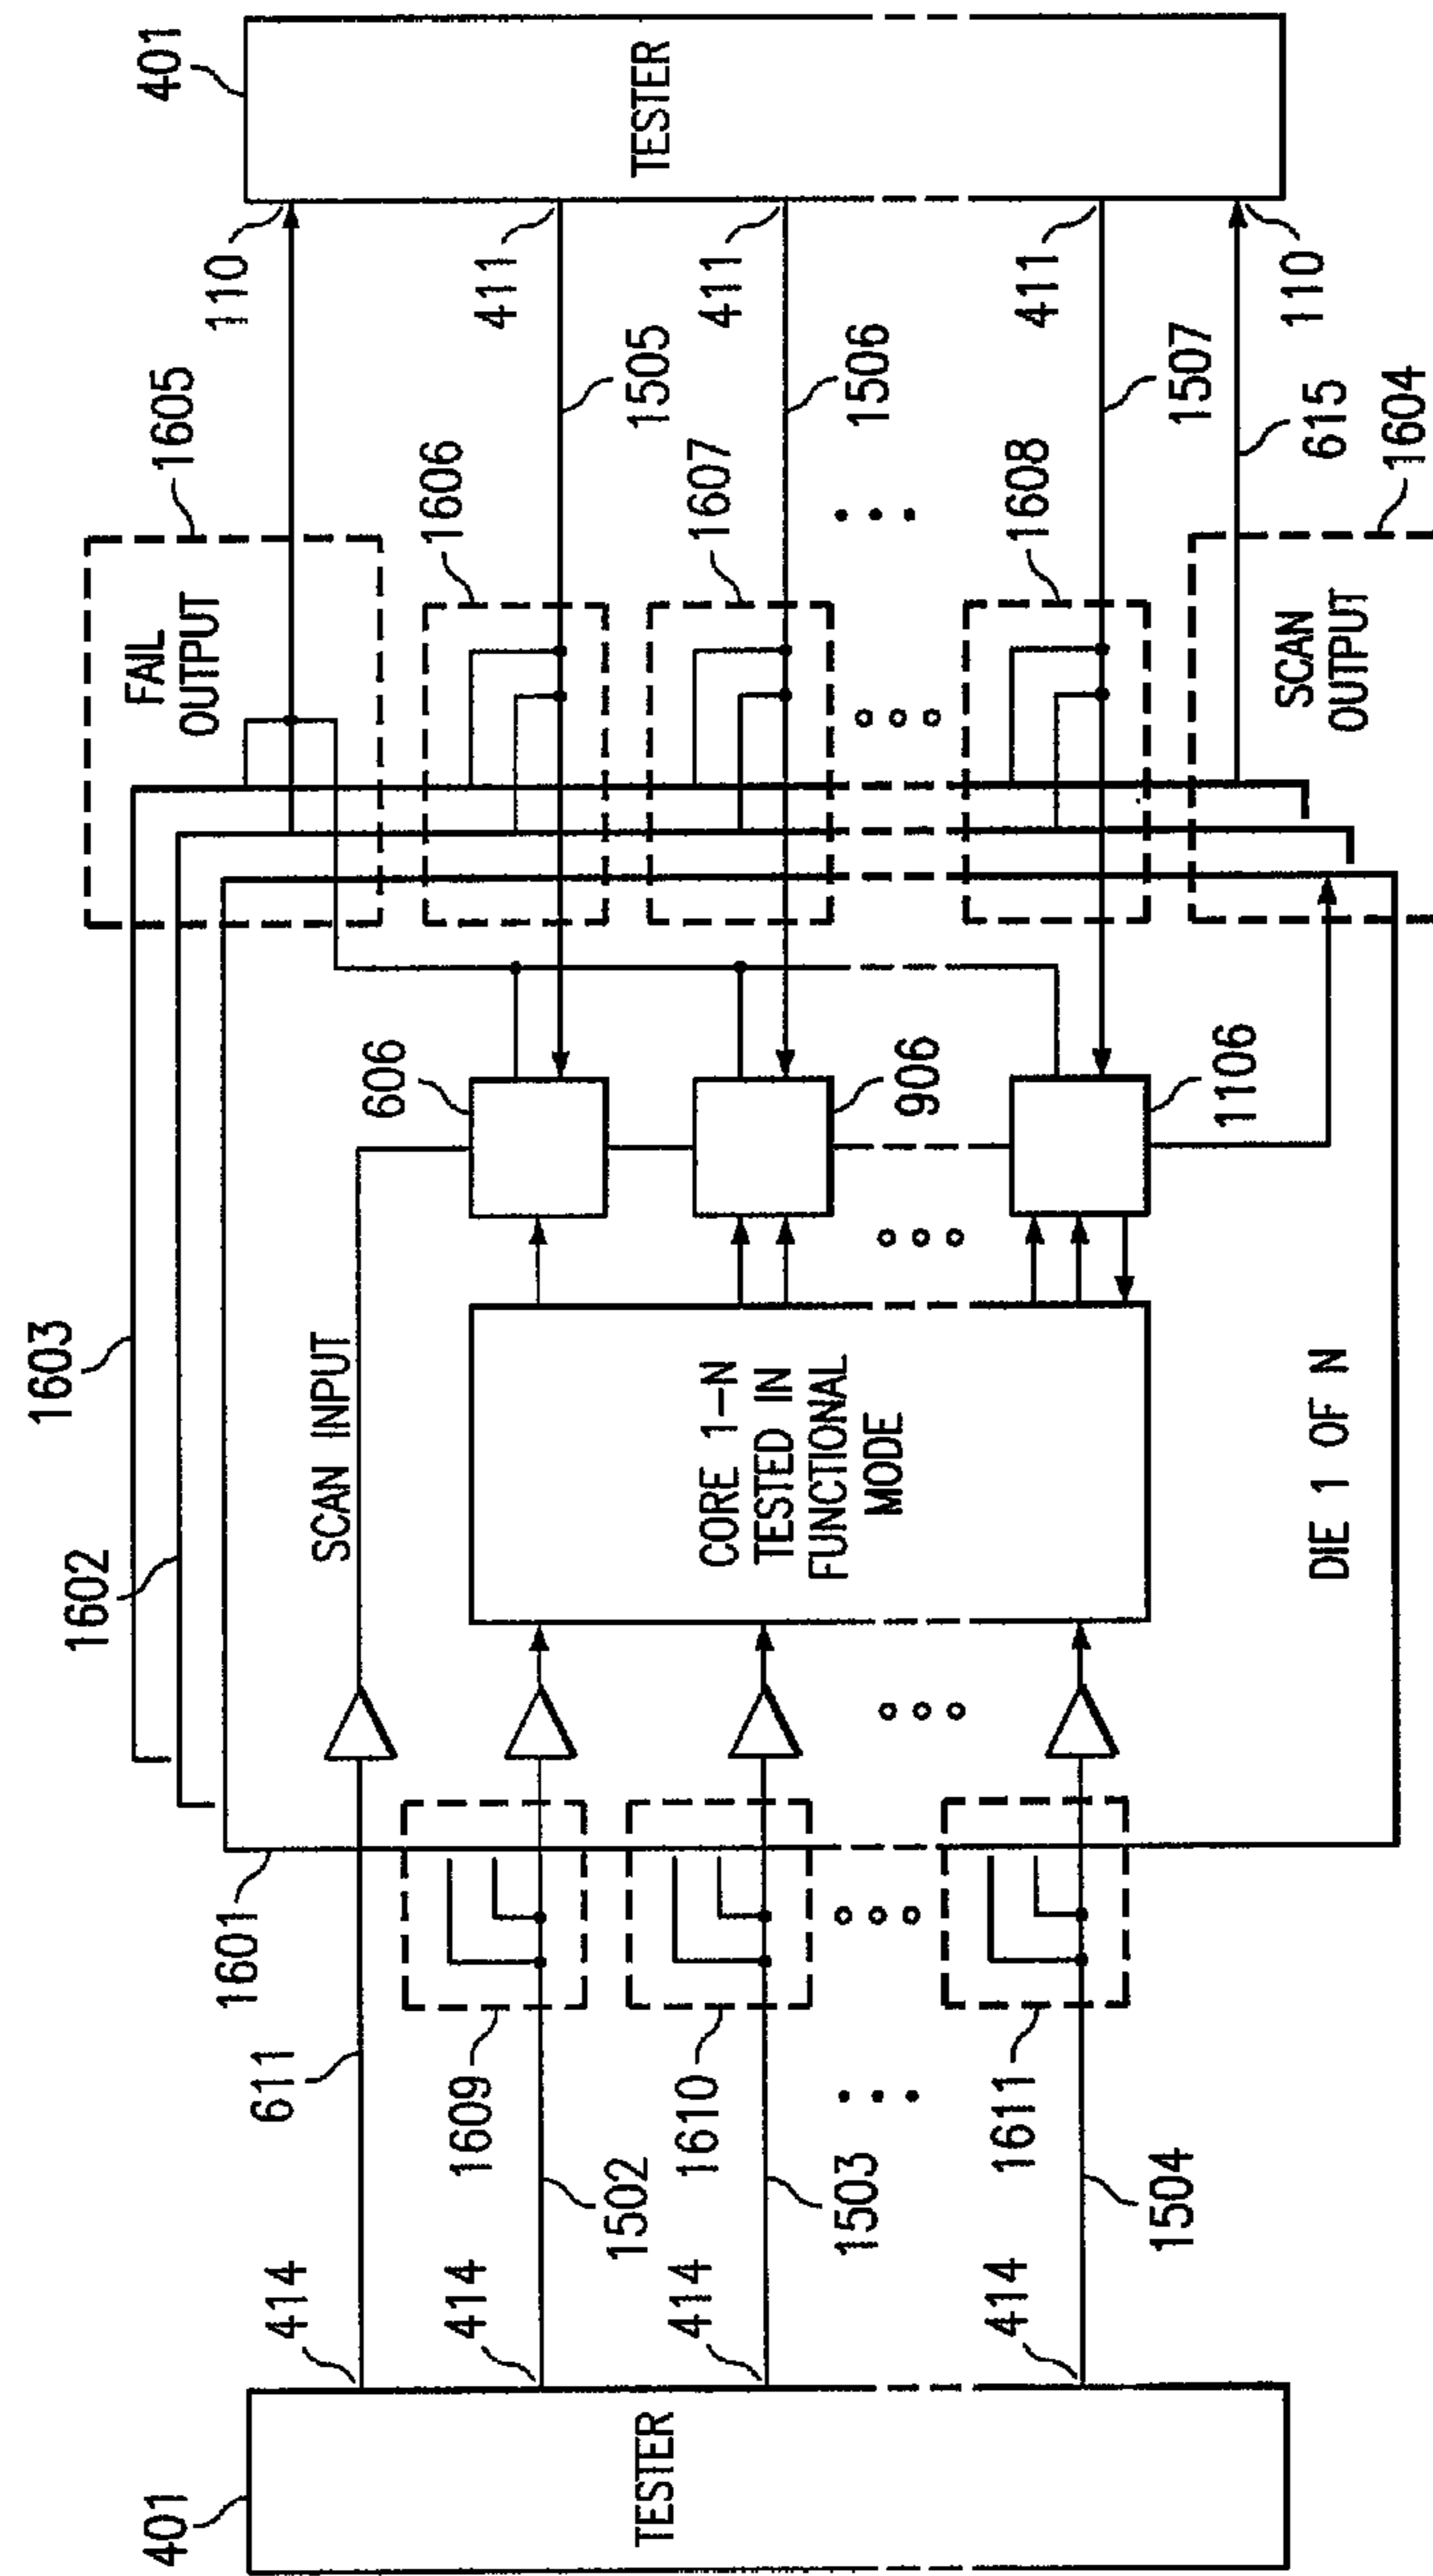 401
TESTER
414
611
414
1609
1502
414
1610
1503
414
1611
1504
1601
1602
1603
SCAN INPUT
CORE 1-N
TESTED IN
FUNCTIONAL
MODE
DIE 1 OF N
606
906
1106
FAIL
OUTPUT
1605
1606
1607
1608
SCAN
OUTPUT
1604
110
411
1505
411
1506
411
1507
615
110
401
TESTER